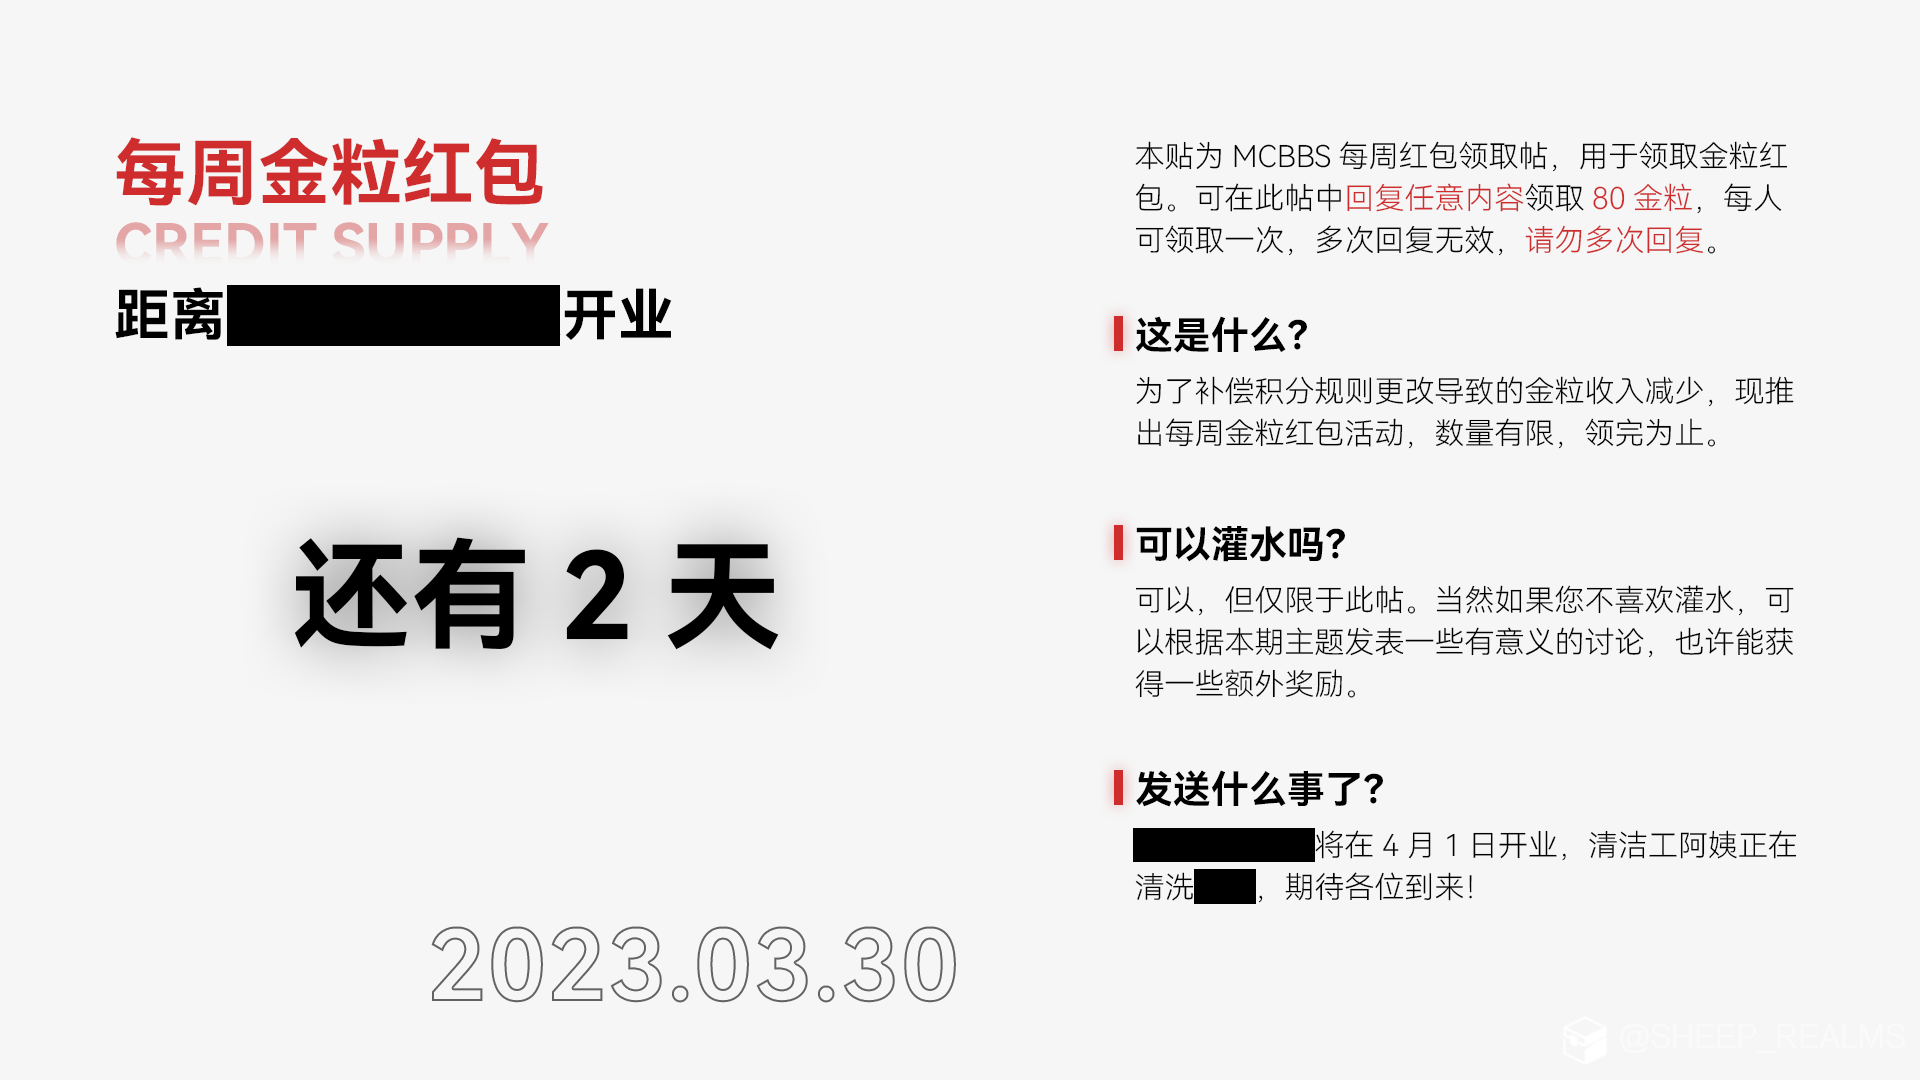 每周金粒红包
CREDIT SUPPLY
距离
开业
还有 2 天
2023.03.30
本贴为 MCBBS 每周红包领取帖，用于领取金粒红
包。可在此帖中回复任意内容领取 80 金粒，每人
可领取一次，多次回复无效，请勿多次回复。
这是什么？
为了补偿积分规则更改导致的金粒收入减少，现推
出每周金粒红包活动，数量有限，领完为止。
可以灌水吗？
可以，但仅限于此帖。当然如果您不喜欢灌水，可
以根据本期主题发表一些有意义的讨论，也许能获
得一些额外奖励。
发送什么事了？
将在 4 月 1 日开业，清洁工阿姨正在
清洗，期待各位到来！
@SHEEP_REALMS